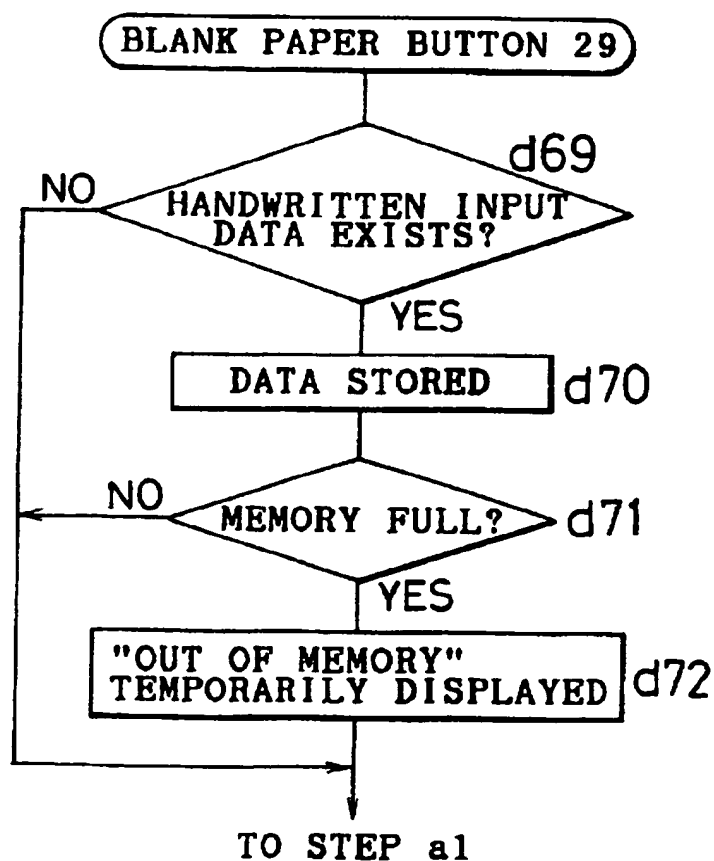 BLANK PAPER BUTTON 29
d69
NO
HANDWRITTEN INPUT
DATA EXISTS?
YES
DATA STORED
d70
NO
MEMORY FULL?
d71
YES
"OUT OF MEMORY"
TEMPORARILY DISPLAYED
d72
TO STEP a1